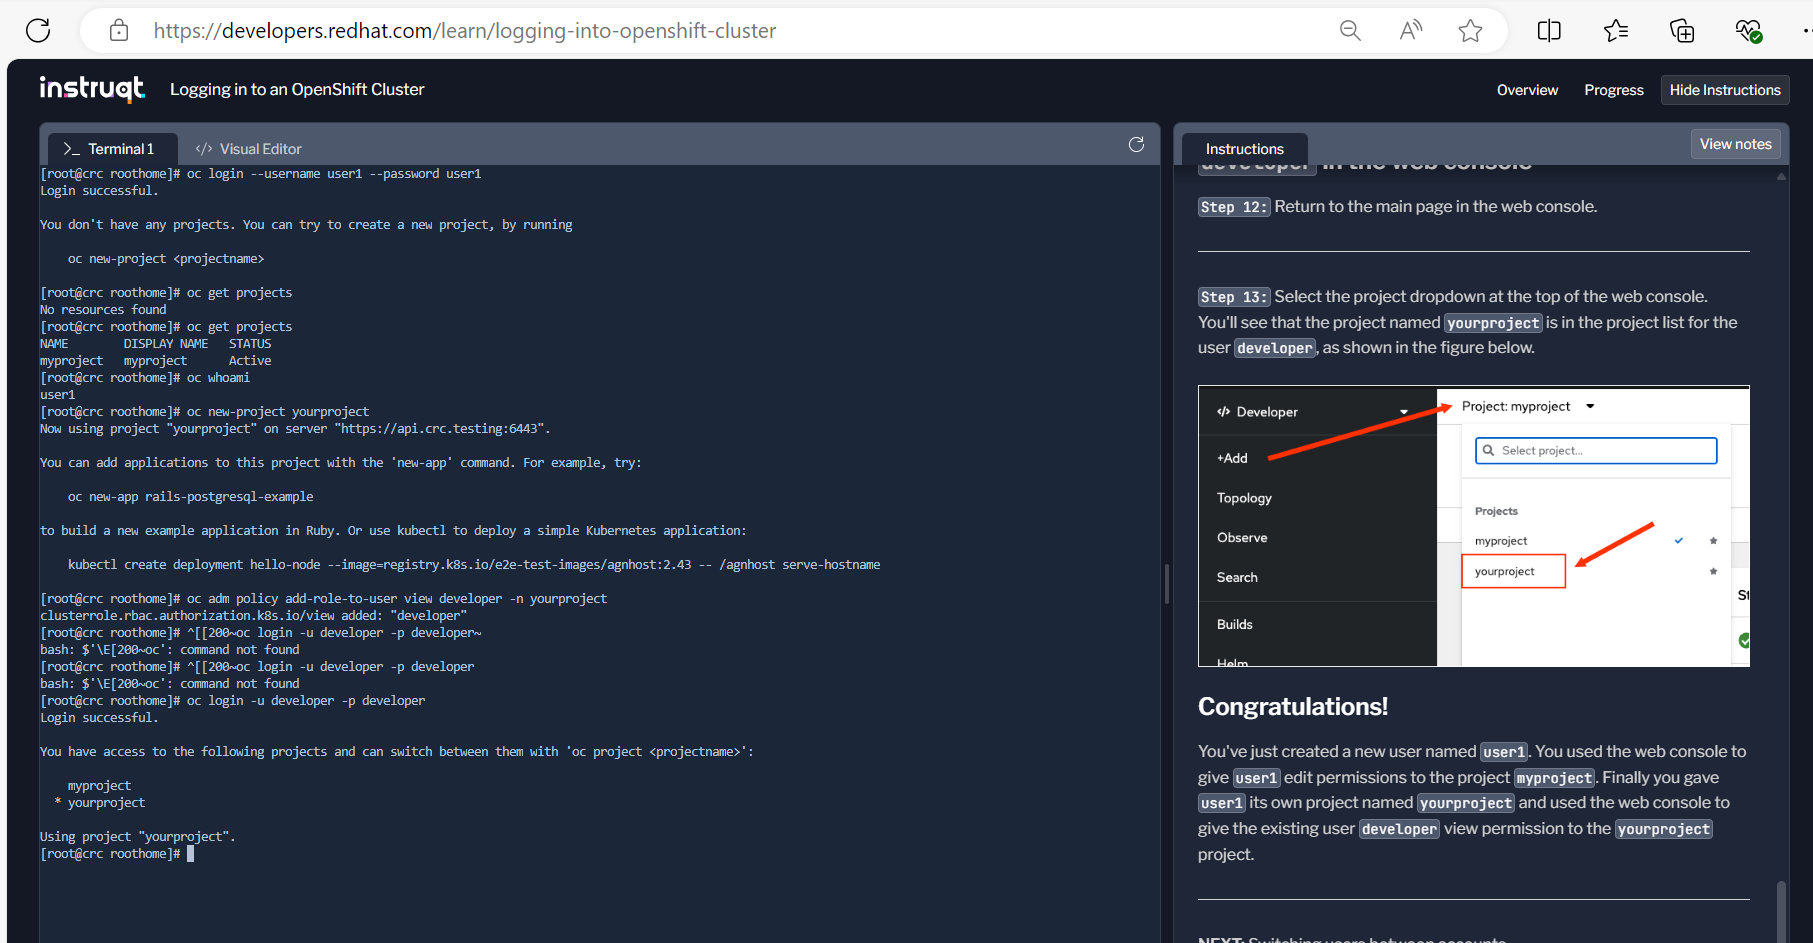 https://developers.redhat.com/learn/logging-into-openshift-cluster
instruqt. Logging in to an OpenShift Cluster
Overview Progress Hide Instructions
>_ Terminal 1
</> Visual Editor
[root@crc roothome]# oc login --username user1 --password user1
Login successful.
You don't have any projects. You can try to create a new project, by running
oc new-project <projectname>
[root@crc roothome]# oc get projects
No resources found
[root@crc roothome]# oc get projects
NAME DISPLAY NAME STATUS
myproject myproject Active
[root@crc roothome]# oc whoami
user1
[root@crc roothome]# oc new-project yourproject
Now using project "yourproject" on server "https://api.crc.testing:6443".
You can add applications to this project with the 'new-app' command. For example, try:
oc new-app rails-postgresql-example
to build a new example application in Ruby. Or use kubectl to deploy a simple Kubernetes application:
kubectl create deployment hello-node --image=registry.k8s.io/e2e-test-images/agnhost:2.43 -- /agnhost serve-hostname
[root@crc roothome]# oc adm policy add-role-to-user view developer -n yourproject
clusterrole.rbac.authorization.k8s.io/view added: "developer"
[root@crc roothome]# ^[[200~oc login -u developer -p developer~
bash: $'\E[200~oc': command not found
[root@crc roothome]# ^[[200~oc login -u developer -p developer
bash: $'\E[200~oc': command not found
[root@crc roothome]# oc login -u developer -p developer
Login successful.
You have access to the following projects and can switch between them with 'oc project <projectname>':
myproject
* yourproject
Using project "yourproject".
[root@crc roothome]#
Instructions
View notes
developer in the web console
Step 12: Return to the main page in the web console.
Step 13: Select the project dropdown at the top of the web console.
You'll see that the project named yourproject is in the project list for the
user developer, as shown in the figure below.
</> Developer
+Add
Topology
Observe
Search
Builds
Helm
Project: myproject
Select project...
Projects
myproject
yourproject
St
Congratulations!
You've just created a new user named user1. You used the web console to
give user1 edit permissions to the project myproject. Finally you gave
user1 its own project named yourproject and used the web console to
give the existing user developer view permission to the yourproject
project.
NEXT: Switching users between accounts